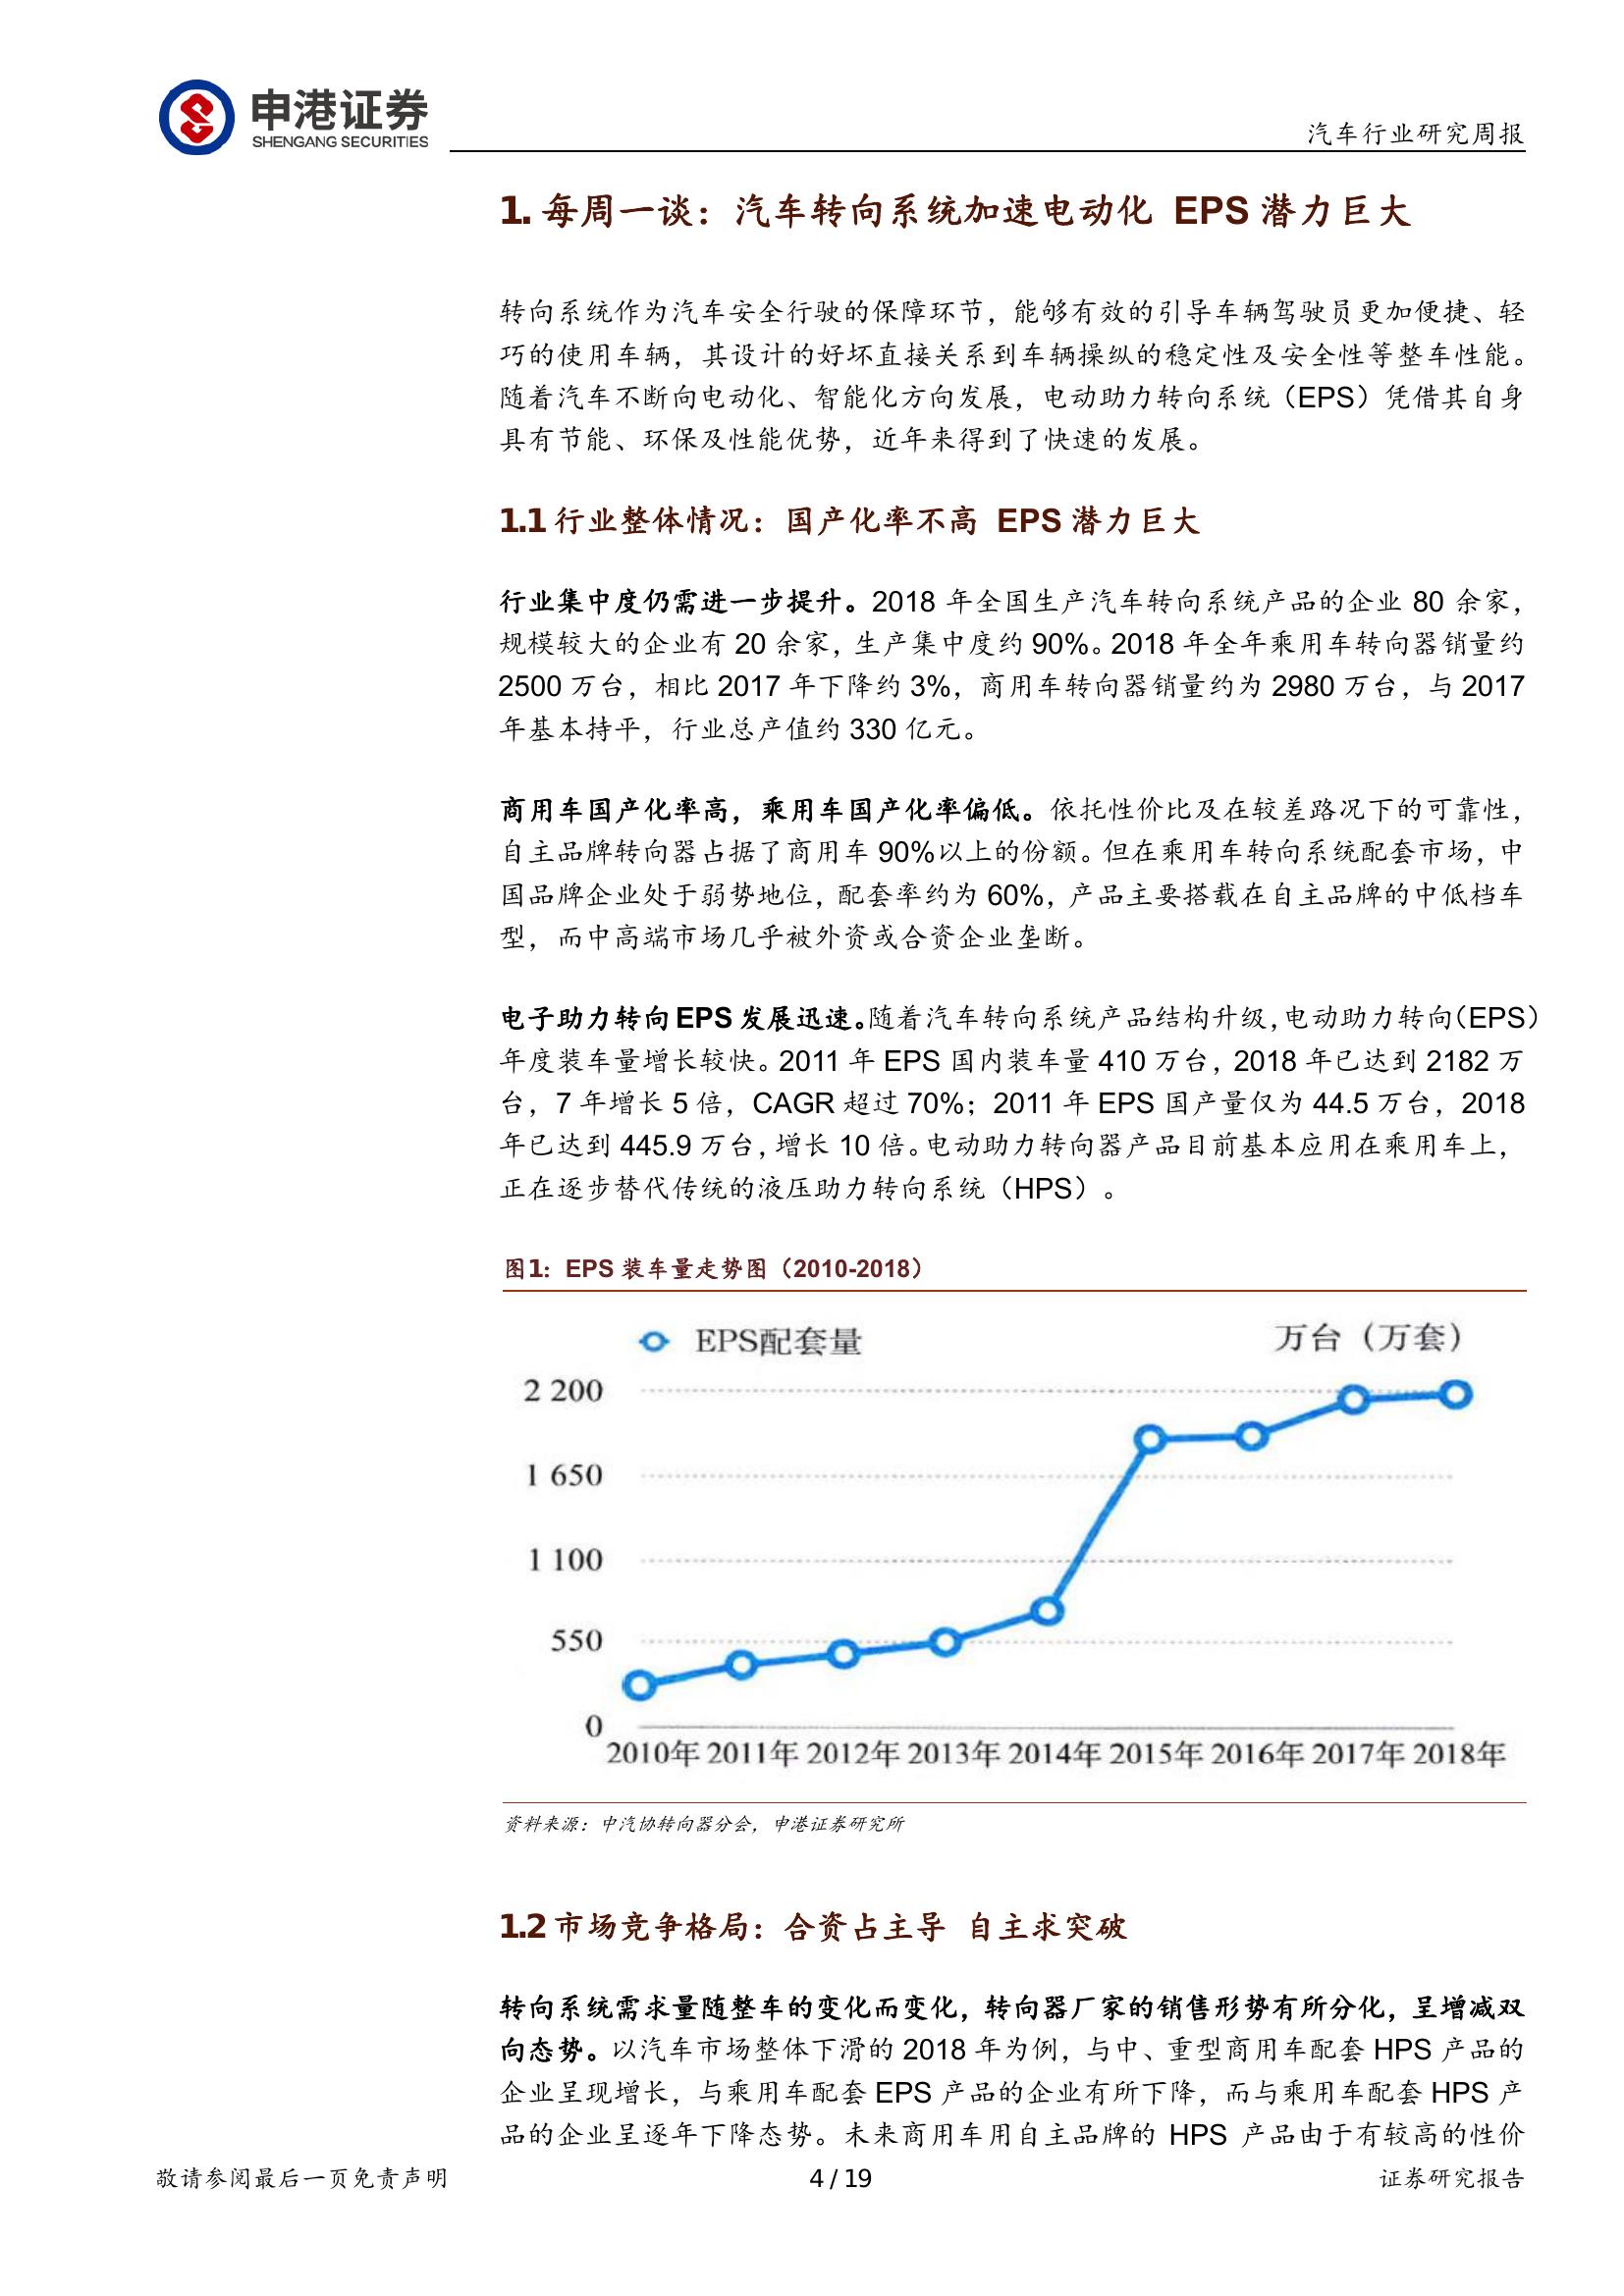 申港证券
SHENGANG SECURITIES
汽车行业研究周报
1. 每周一谈：汽车转向系统加速电动化 EPS 潜力巨大
转向系统作为汽车安全行驶的保障环节，能够有效的引导车辆驾驶员更加便捷、轻
巧的使用车辆，其设计的好坏直接关系到车辆操纵的稳定性及安全性等整车性能。
随着汽车不断向电动化、智能化方向发展，电动助力转向系统（EPS）凭借其自身
具有节能、环保及性能优势，近年来得到了快速的发展。
1.1 行业整体情况：国产化率不高 EPS 潜力巨大
行业集中度仍需进一步提升。2018 年全国生产汽车转向系统产品的企业 80 余家，
规模较大的企业有 20 余家，生产集中度约 90%。2018 年全年乘用车转向器销量约
2500 万台，相比 2017 年下降约 3%，商用车转向器销量约为 2980 万台，与 2017
年基本持平，行业总产值约 330 亿元。
商用车国产化率高，乘用车国产化率偏低。依托性价比及在较差路况下的可靠性，
自主品牌转向器占据了商用车 90%以上的份额。但在乘用车转向系统配套市场，中
国品牌企业处于弱势地位，配套率约为 60%，产品主要搭载在自主品牌的中低档车
型，而中高端市场几乎被外资或合资企业垄断。
电子助力转向 EPS 发展迅速。随着汽车转向系统产品结构升级，电动助力转向（EPS）
年度装车量增长较快。2011 年 EPS 国内装车量 410 万台，2018 年已达到 2182 万
台，7 年增长 5 倍，CAGR 超过 70%；2011 年 EPS 国产量仅为 44.5 万台，2018
年已达到 445.9 万台，增长 10 倍。电动助力转向器产品目前基本应用在乘用车上，
正在逐步替代传统的液压助力转向系统（HPS）。
图1：EPS 装车量走势图（2010-2018）
EPS配套量 万台（万套）
2 200
1 650
1 100
550
0
2010年 2011年 2012年 2013年 2014年 2015年 2016年 2017年 2018年
资料来源：中汽协转向器分会，申港证券研究所
1.2 市场竞争格局：合资占主导 自主求突破
转向系统需求量随整车的变化而变化，转向器厂家的销售形势有所分化，呈增减双
向态势。以汽车市场整体下滑的 2018 年为例，与中、重型商用车配套 HPS 产品的
企业呈现增长，与乘用车配套 EPS 产品的企业有所下降，而与乘用车配套 HPS 产
品的企业呈逐年下降态势。未来商用车用自主品牌的 HPS 产品由于有较高的性价
敬请参阅最后一页免责声明 4 / 19 证券研究报告